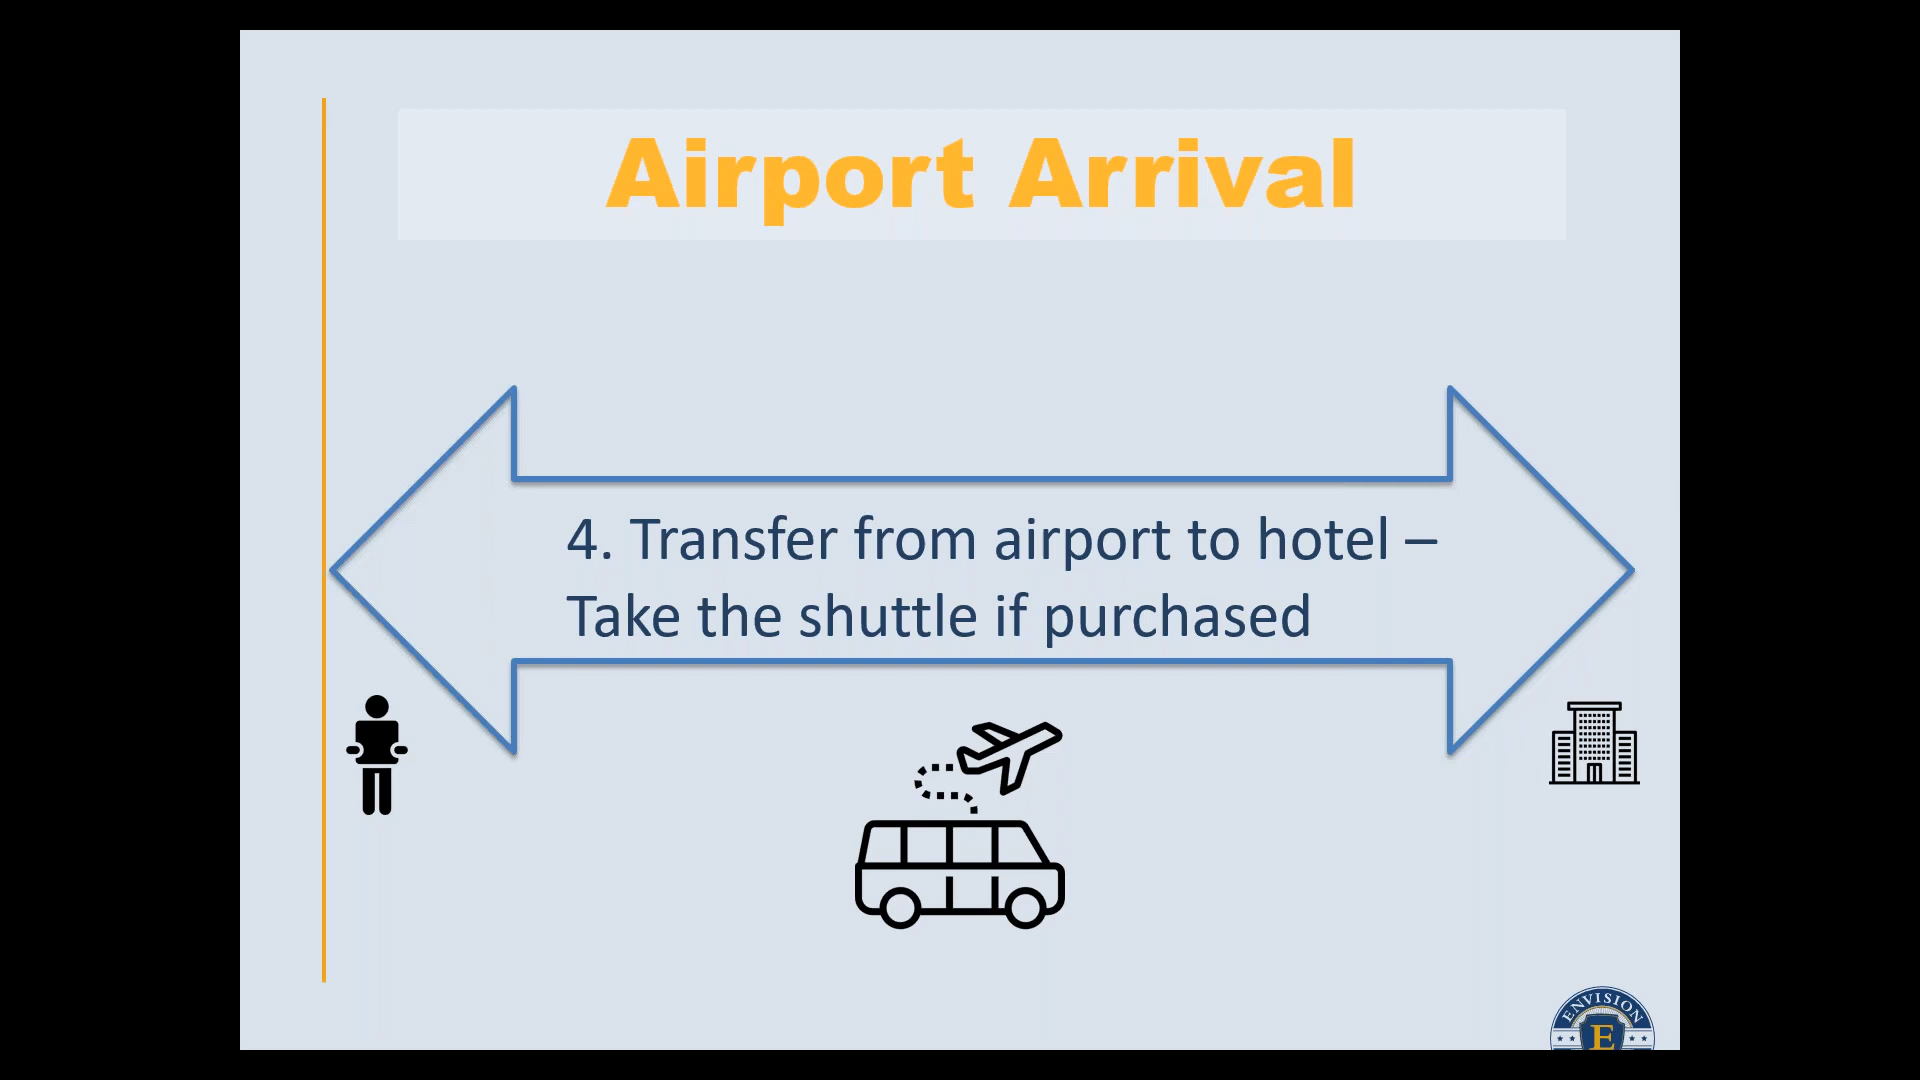 Airport Arrival
4. Transfer from airport to hotel –
Take the shuttle if purchased
ENVISION
E